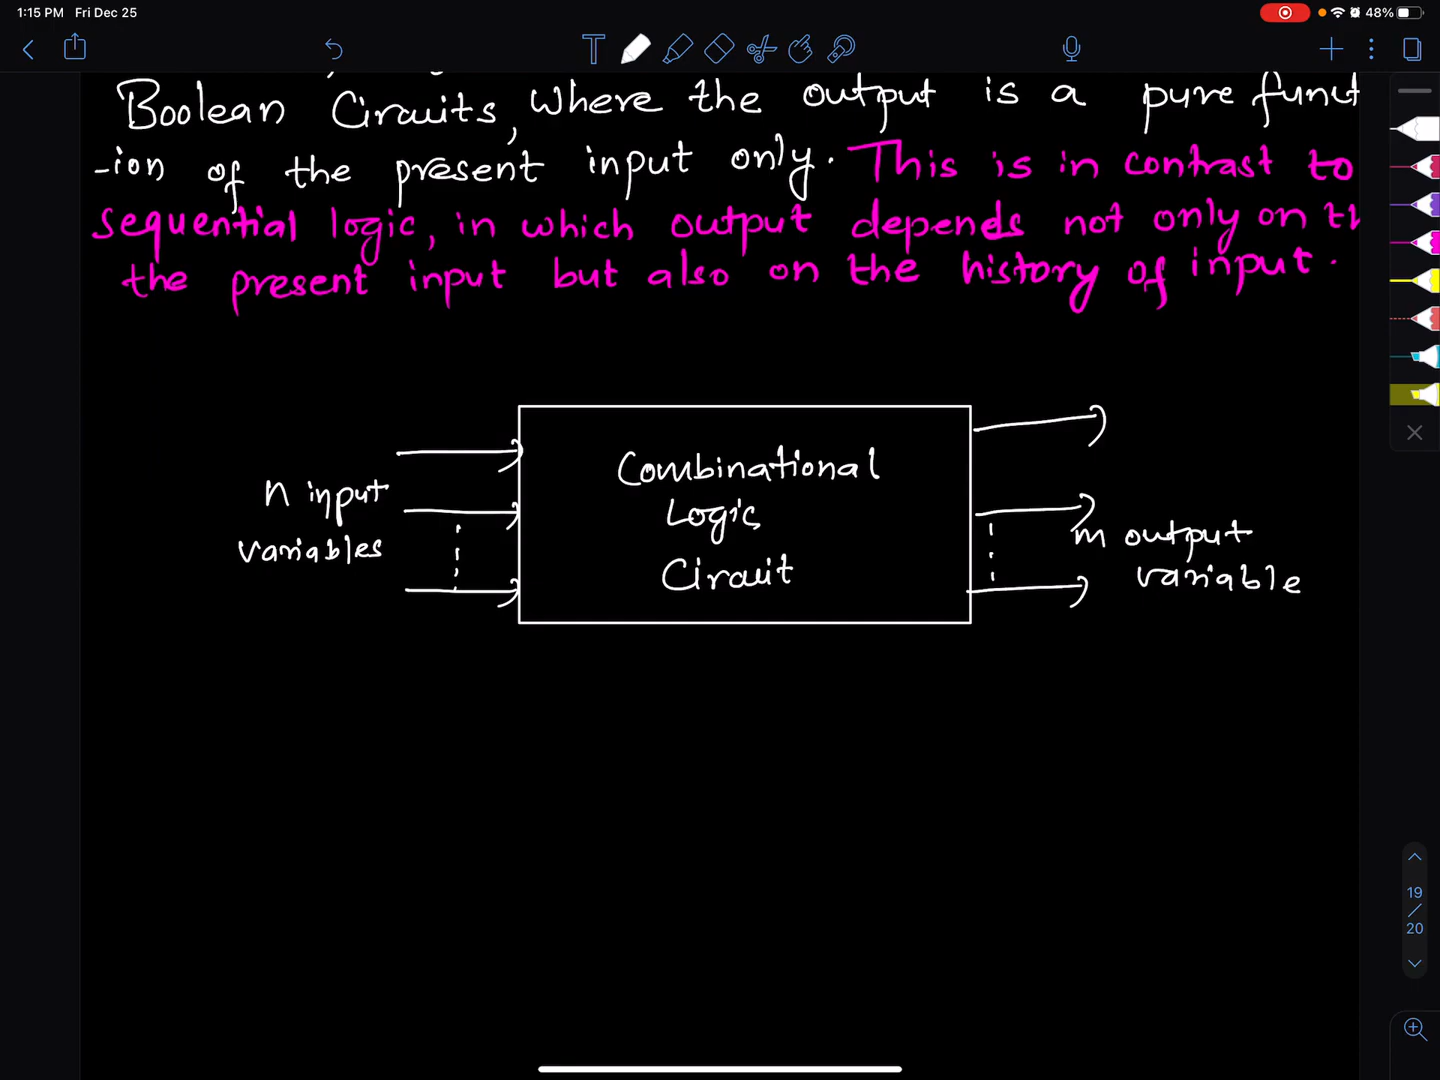 1:15 PM Fri Dec 25
48%
T
Boolean Circuits, where the output is a pure funct
-ion of the present input only. This is in contrast to
sequential logic, in which output depends not only on th
the present input but also on the history of input.
n input
variables
Combinational
Logic
Circuit
m output
variable
19
/
20